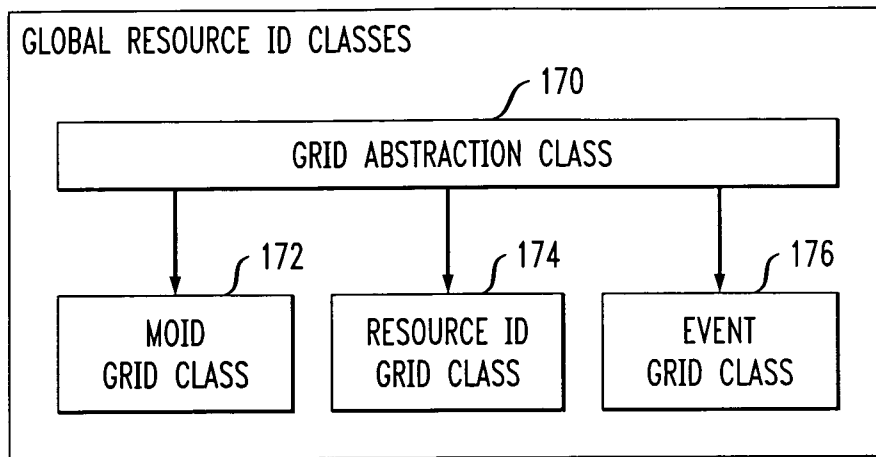 GLOBAL RESOURCE ID CLASSES
170
GRID ABSTRACTION CLASS
172
174
176
MOID
GRID CLASS
RESOURCE ID
GRID CLASS
EVENT
GRID CLASS